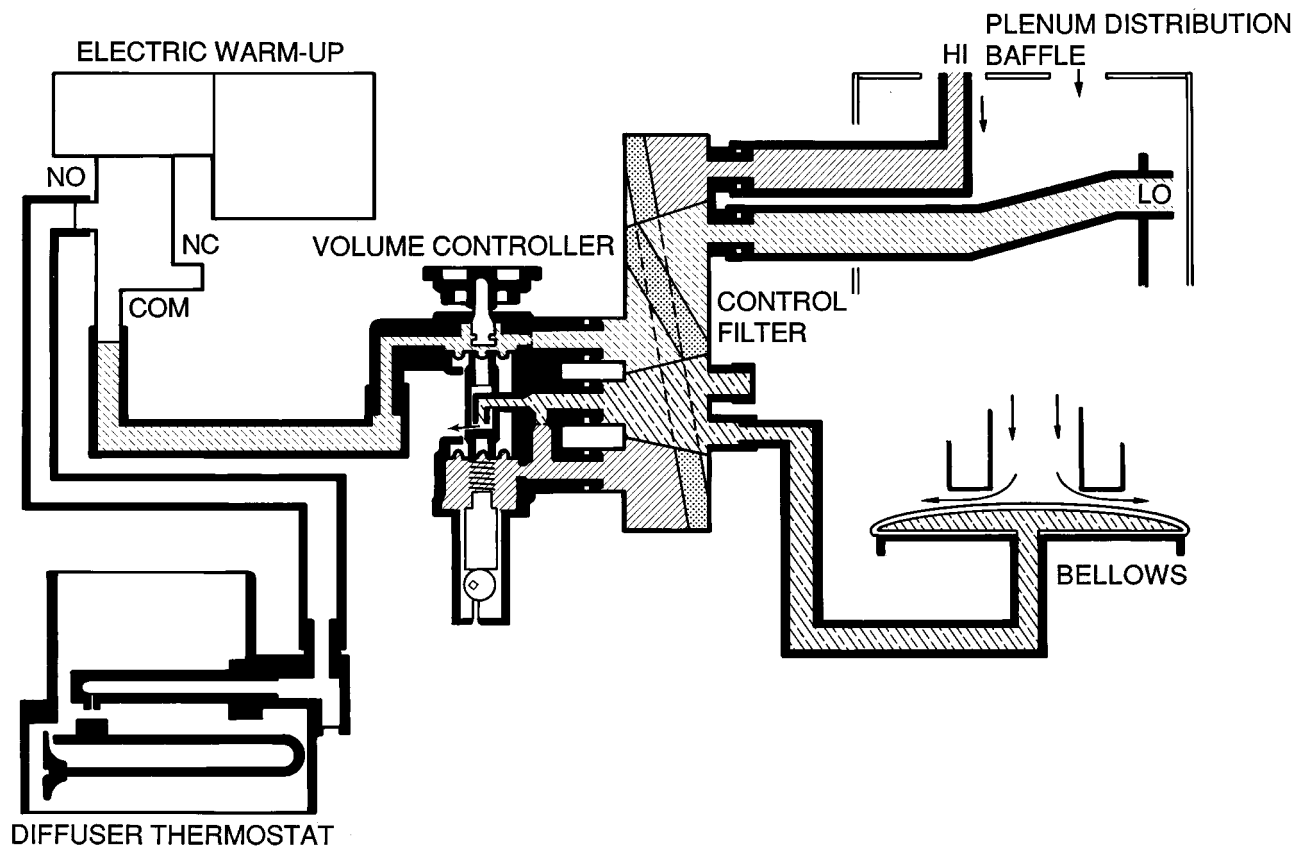 PLENUM DISTRIBUTION
BAFFLE
HI
ELECTRIC WARM-UP
NO
LO
NC
VOLUME CONTROLLER
COM
CONTROL
FILTER
BELLOWS
DIFFUSER THERMOSTAT